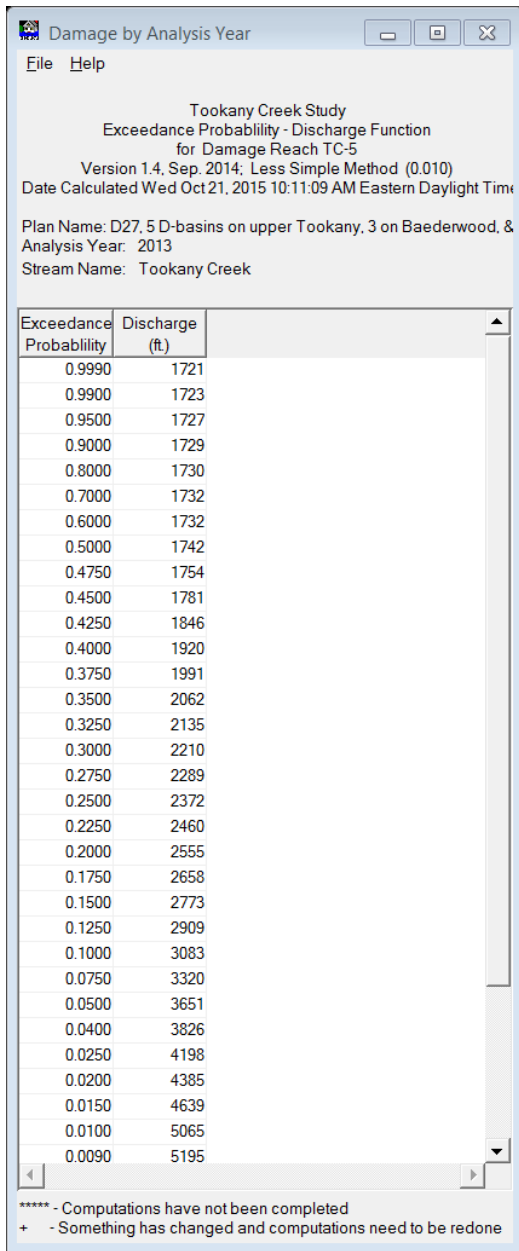 Damage by Analysis Year
File Help
Tookany Creek Study
Exceedance Probablility - Discharge Function
for Damage Reach TC-5
Version 1.4, Sep. 2014; Less Simple Method (0.010)
Date Calculated Wed Oct 21, 2015 10:11:09 AM Eastern Daylight Time
Plan Name: D27, 5 D-basins on upper Tookany, 3 on Baederwood, &
Analysis Year: 2013
Stream Name: Tookany Creek
Exceedance Discharge
Probablility (ft.)
0.9990 1721
0.9900 1723
0.9500 1727
0.9000 1729
0.8000 1730
0.7000 1732
0.6000 1732
0.5000 1742
0.4750 1754
0.4500 1781
0.4250 1846
0.4000 1920
0.3750 1991
0.3500 2062
0.3250 2135
0.3000 2210
0.2750 2289
0.2500 2372
0.2250 2460
0.2000 2555
0.1750 2658
0.1500 2773
0.1250 2909
0.1000 3083
0.0750 3320
0.0500 3651
0.0400 3826
0.0250 4198
0.0200 4385
0.0150 4639
0.0100 5065
0.0090 5195
***** - Computations have not been completed
+ - Something has changed and computations need to be redone